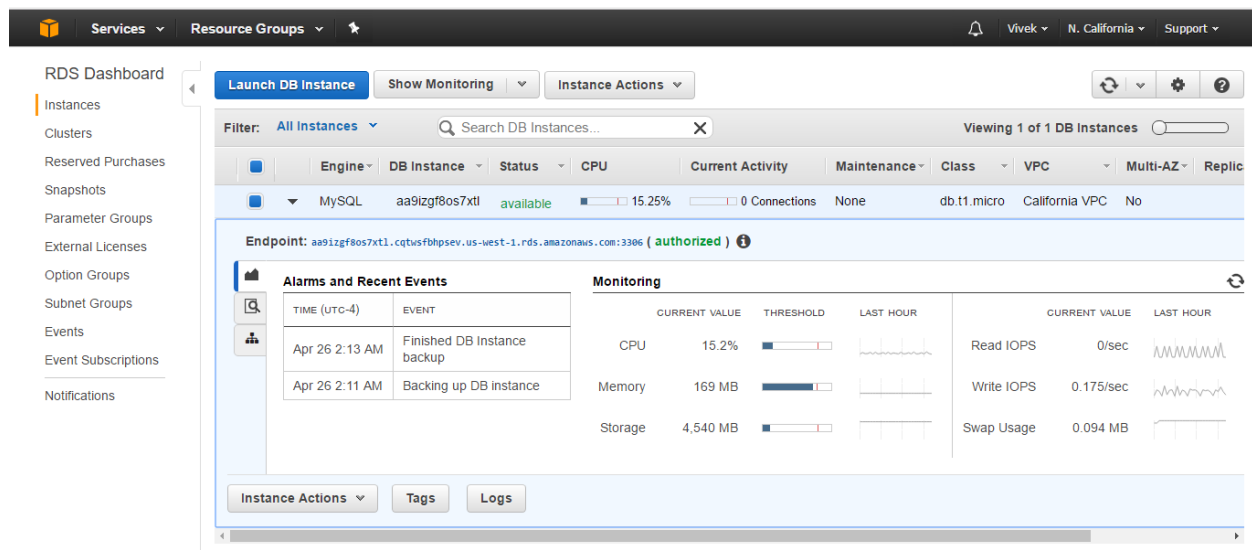 Services Resource Groups Vivek N. California Support
RDS Dashboard
Instances
Clusters
Reserved Purchases
Snapshots
Parameter Groups
External Licenses
Option Groups
Subnet Groups
Events
Event Subscriptions
Notifications
Launch DB Instance Show Monitoring Instance Actions
Filter: All Instances Search DB Instances... Viewing 1 of 1 DB Instances
Engine DB Instance Status CPU Current Activity Maintenance Class VPC Multi-AZ Replic
MySQL aa9izgf8os7xtl available 15.25% 0 Connections None db.t1.micro California VPC No
Endpoint: aa9izgf8os7xtl.cqtwsfbhpsev.us-west-1.rds.amazonaws.com:3306 ( authorized )
Alarms and Recent Events
TIME (UTC-4) EVENT
Apr 26 2:13 AM Finished DB Instance
backup
Apr 26 2:11 AM Backing up DB instance
Monitoring
CURRENT VALUE THRESHOLD LAST HOUR CURRENT VALUE LAST HOUR
CPU 15.2% Read IOPS 0/sec
Memory 169 MB Write IOPS 0.175/sec
Storage 4,540 MB Swap Usage 0.094 MB
Instance Actions Tags Logs